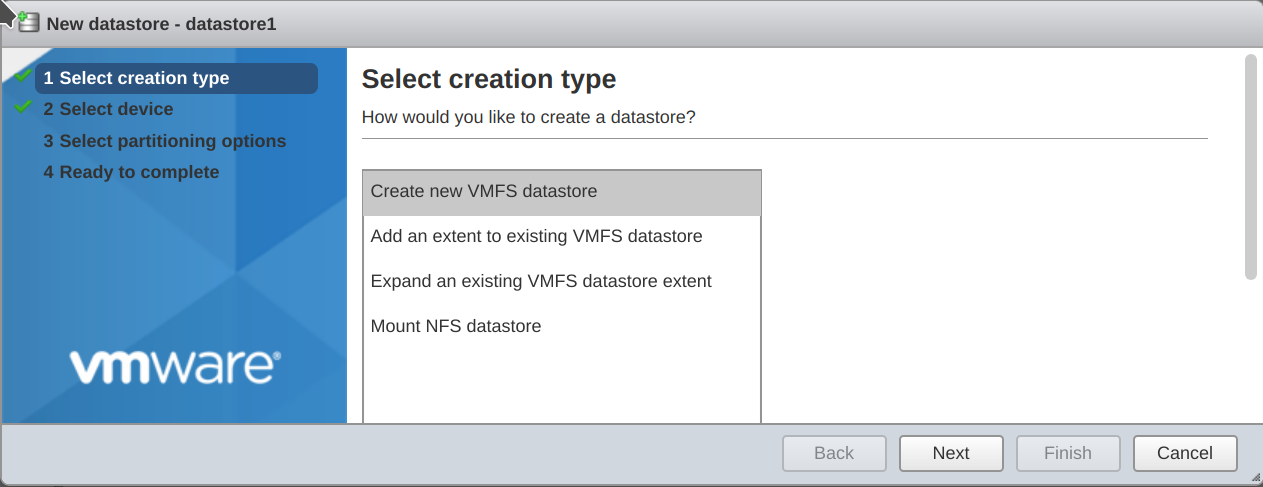 New datastore - datastore1
1 Select creation type
2 Select device
3 Select partitioning options
4 Ready to complete
vmware®
Select creation type
How would you like to create a datastore?
Create new VMFS datastore
Add an extent to existing VMFS datastore
Expand an existing VMFS datastore extent
Mount NFS datastore
Back
Next
Finish
Cancel